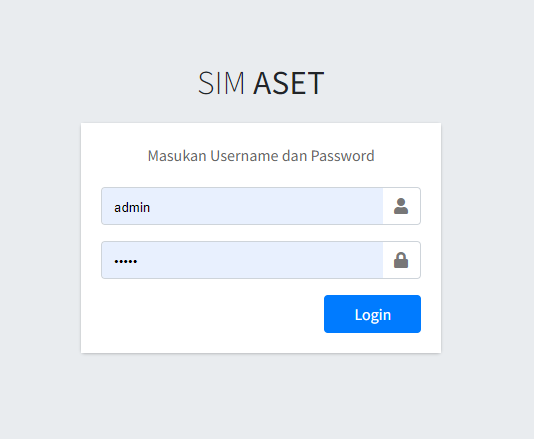 SIM ASET
Masukan Username dan Password
admin
•••••
Login